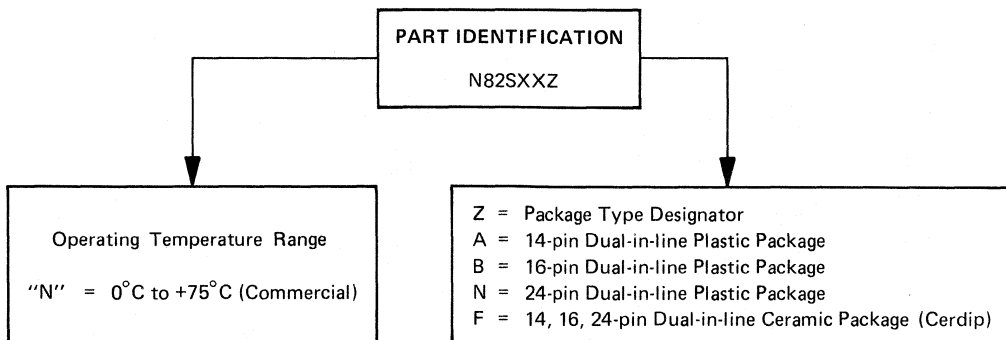 PART IDENTIFICATION
N82SXXZ
Operating Temperature Range
"N" = 0°C to +75°C (Commercial)
Z = Package Type Designator
A = 14-pin Dual-in-line Plastic Package
B = 16-pin Dual-in-line Plastic Package
N = 24-pin Dual-in-line Plastic Package
F = 14, 16, 24-pin Dual-in-line Ceramic Package (Cerdip)